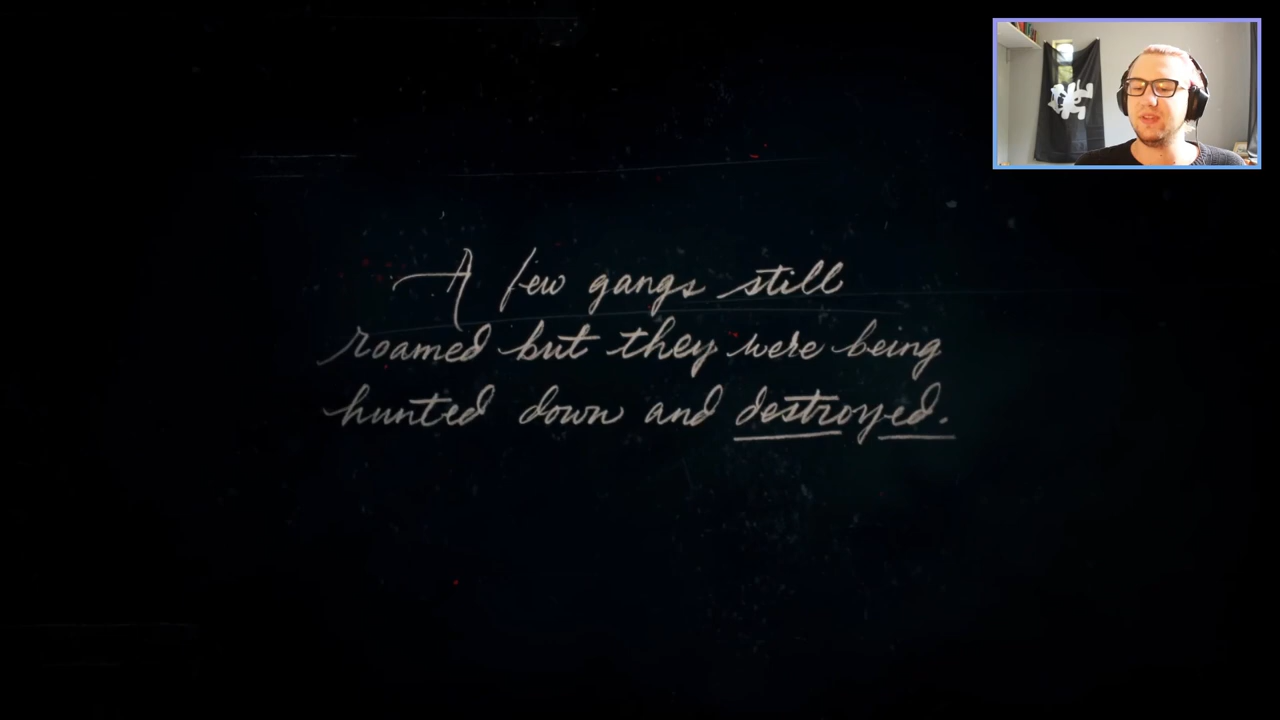 A few gangs still
roamed but they were being
hunted down and destroyed.